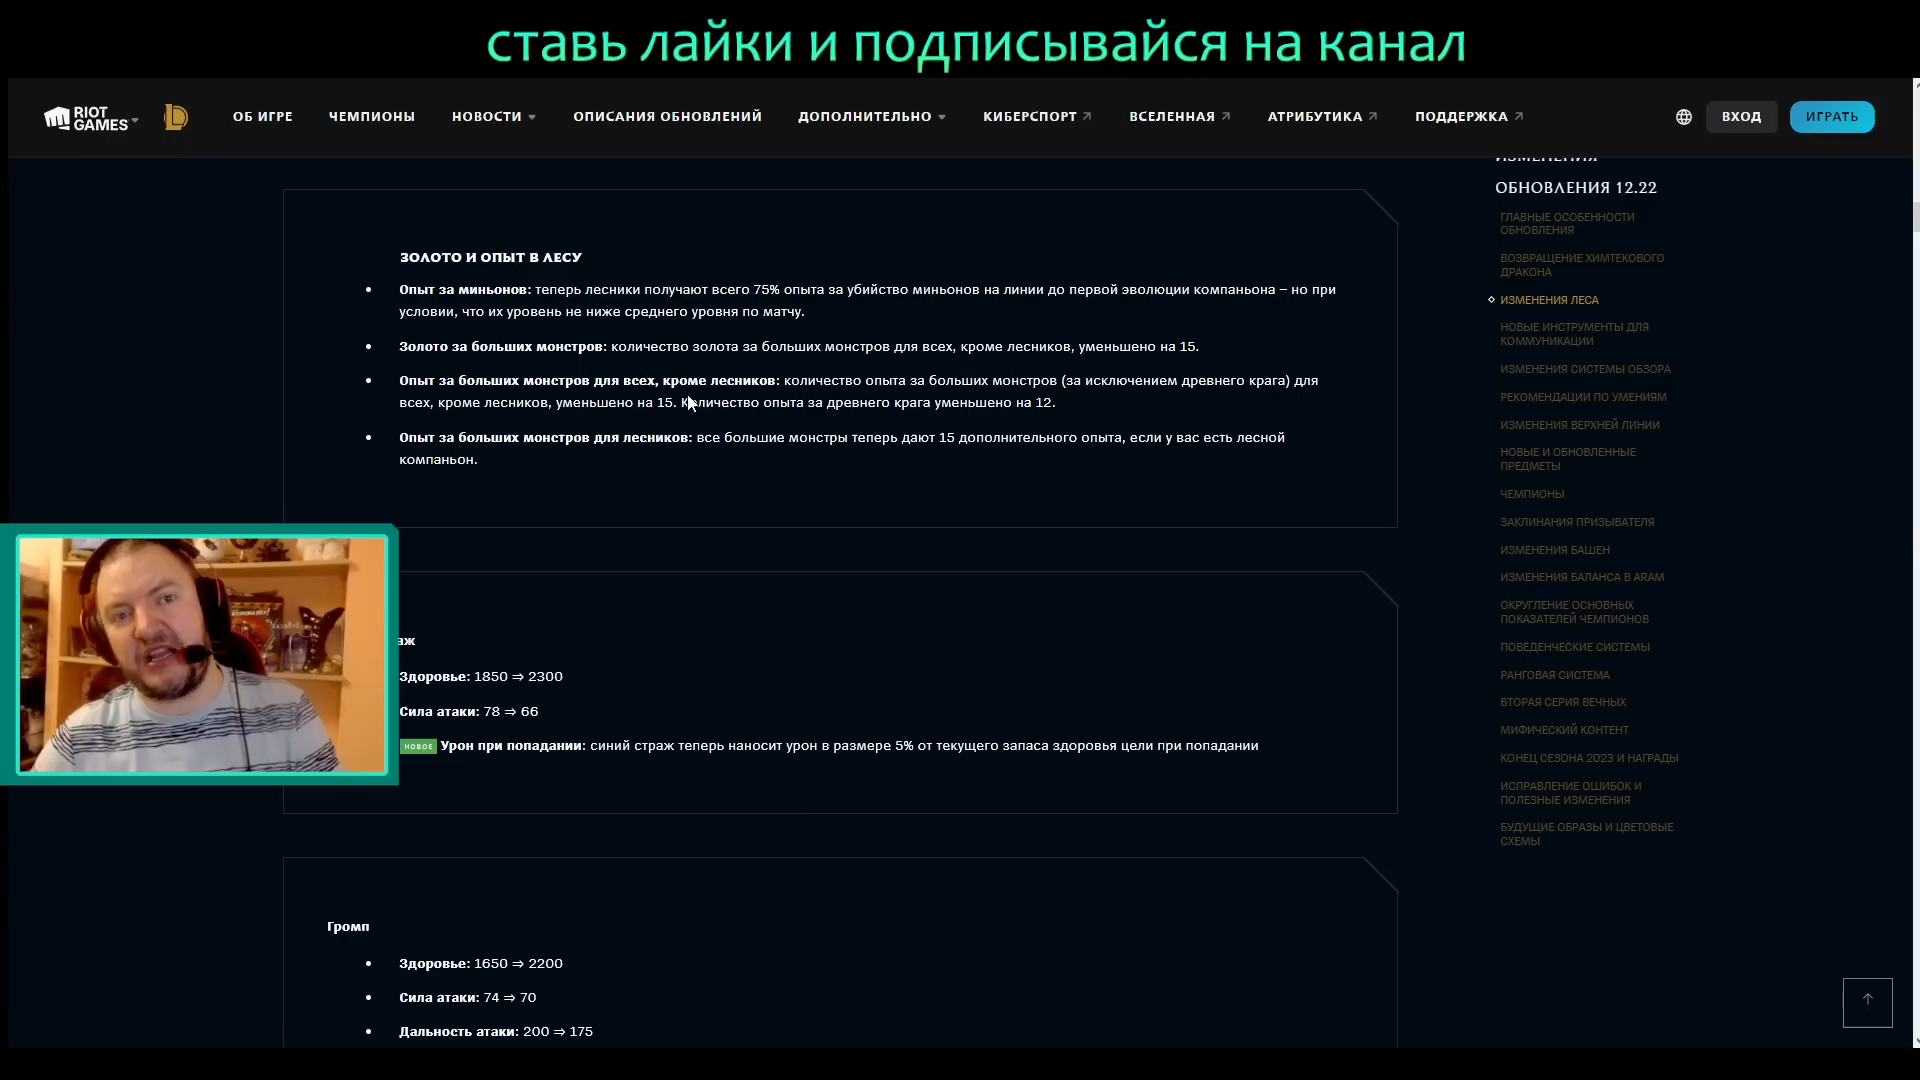 ставь лайки и подписывайся на канал
RIOT GAMES
ОБ ИГРЕ
ЧЕМПИОНЫ
НОВОСТИ
ОПИСАНИЯ ОБНОВЛЕНИЙ
ДОПОЛНИТЕЛЬНО
КИБЕРСПОРТ
ВСЕЛЕННАЯ
АТРИБУТИКА
ПОДДЕРЖКА
ВХОД
ИГРАТЬ
ЗОЛОТО И ОПЫТ В ЛЕСУ
Опыт за миньонов: теперь лесники получают всего 75% опыта за убийство миньонов на линии до первой эволюции компаньона – но при
условии, что их уровень не ниже среднего уровня по матчу.
Золото за больших монстров: количество золота за больших монстров для всех, кроме лесников, уменьшено на 15.
Опыт за больших монстров для всех, кроме лесников: количество опыта за больших монстров (за исключением древнего крага) для
всех, кроме лесников, уменьшено на 15. Количество опыта за древнего крага уменьшено на 12.
Опыт за больших монстров для лесников: все большие монстры теперь дают 15 дополнительного опыта, если у вас есть лесной
компаньон.
аж
Здоровье: 1850 ⇒ 2300
Сила атаки: 78 ⇒ 66
НОВОЕ Урон при попадании: синий страж теперь наносит урон в размере 5% от текущего запаса здоровья цели при попадании
Громп
Здоровье: 1650 ⇒ 2200
Сила атаки: 74 ⇒ 70
Дальность атаки: 200 ⇒ 175
ИЗМЕНЕНИЯ
ОБНОВЛЕНИЯ 12.22
ГЛАВНЫЕ ОСОБЕННОСТИ
ОБНОВЛЕНИЯ
ВОЗВРАЩЕНИЕ ХИМТЕКОВОГО
ДРАКОНА
ИЗМЕНЕНИЯ ЛЕСА
НОВЫЕ ИНСТРУМЕНТЫ ДЛЯ
КОММУНИКАЦИИ
ИЗМЕНЕНИЯ СИСТЕМЫ ОБЗОРА
РЕКОМЕНДАЦИИ ПО УМЕНИЯМ
ИЗМЕНЕНИЯ ВЕРХНЕЙ ЛИНИИ
НОВЫЕ И ОБНОВЛЕННЫЕ
ПРЕДМЕТЫ
ЧЕМПИОНЫ
ЗАКЛИНАНИЯ ПРИЗЫВАТЕЛЯ
ИЗМЕНЕНИЯ БАШЕН
ИЗМЕНЕНИЯ БАЛАНСА В ARAM
ОКРУГЛЕНИЕ ОСНОВНЫХ
ПОКАЗАТЕЛЕЙ ЧЕМПИОНОВ
ПОВЕДЕНЧЕСКИЕ СИСТЕМЫ
РАНГОВАЯ СИСТЕМА
ВТОРАЯ СЕРИЯ ВЕЧНЫХ
МИФИЧЕСКИЙ КОНТЕНТ
КОНЕЦ СЕЗОНА 2023 И НАГРАДЫ
ИСПРАВЛЕНИЕ ОШИБОК И
ПОЛЕЗНЫЕ ИЗМЕНЕНИЯ
БУДУЩИЕ ОБРАЗЫ И ЦВЕТОВЫЕ
СХЕМЫ